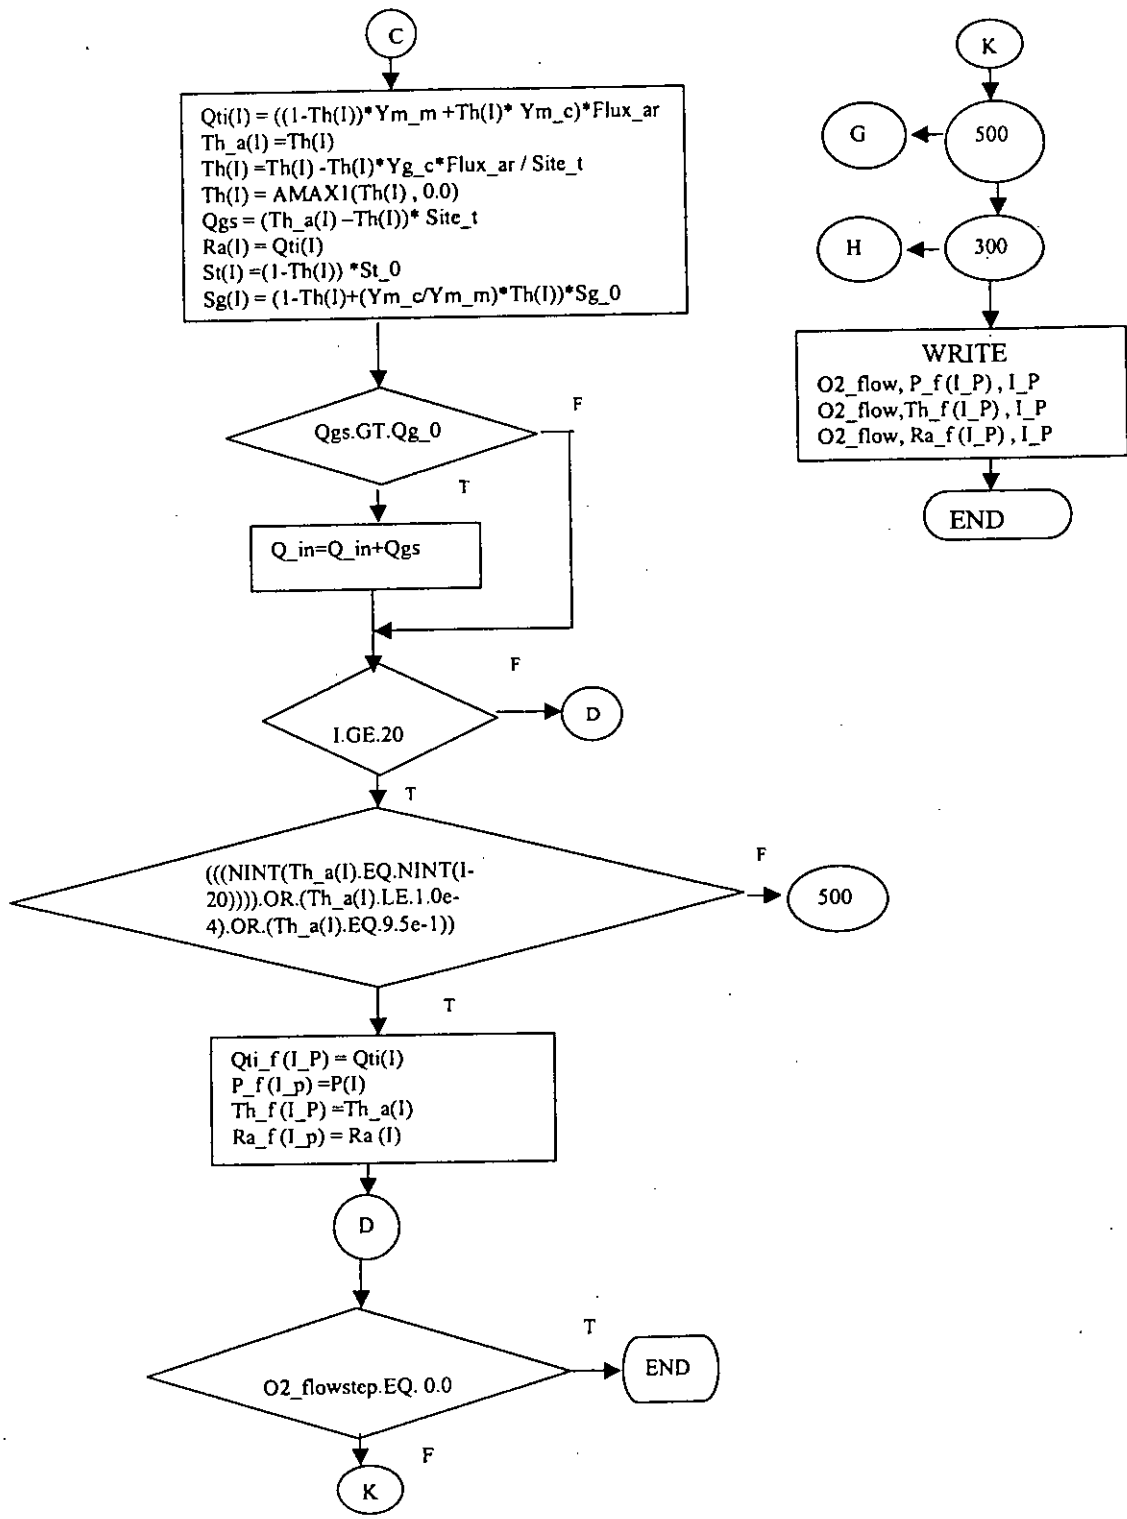 C
Qti(I) = ((1-Th(I))*Ym_m +Th(I)* Ym_c)*Flux_ar
Th_a(I) =Th(I)
Th(I) =Th(I) -Th(I)*Yg_c*Flux_ar / Site_t
Th(I) = AMAX1(Th(I) , 0.0)
Qgs = (Th_a(I) –Th(I))* Site_t
Ra(I) = Qti(I)
St(I) =(1-Th(I)) *St_0
Sg(I) = (1-Th(I)+(Ym_c/Ym_m)*Th(I))*Sg_0
Qgs.GT.Qg_0
F
T
Q_in=Q_in+Qgs
I.GE.20
F
D
T
(((NINT(Th_a(I).EQ.NINT(I-
20)))).OR.(Th_a(I).LE.1.0e-
4).OR.(Th_a(I).EQ.9.5e-1))
F
500
T
Qti_f (I_P) = Qti(I)
P_f (I_p) =P(I)
Th_f (I_P) =Th_a(I)
Ra_f (I_p) = Ra (I)
D
O2_flowstep.EQ. 0.0
T
END
F
K
K
500
G
300
H
WRITE
O2_flow, P_f (I_P) , I_P
O2_flow,Th_f (I_P) , I_P
O2_flow, Ra_f (I_P) , I_P
END